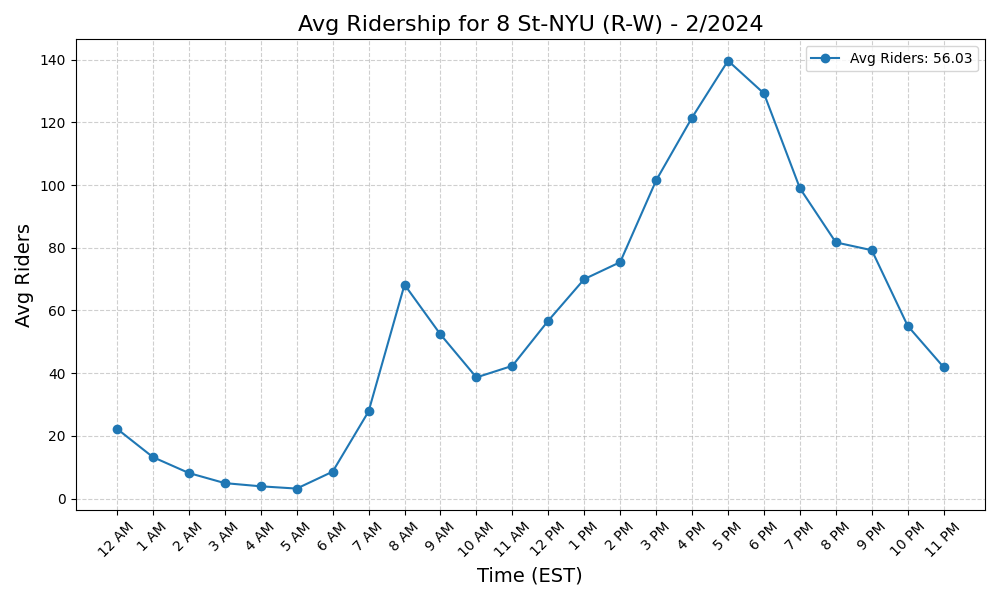 Avg Ridership for 8 St-NYU (R-W) - 2/2024
Avg Riders: 56.03
Avg Riders
140
120
100
80
60
40
20
0
12 AM 1 AM 2 AM 3 AM 4 AM 5 AM 6 AM 7 AM 8 AM 9 AM 10 AM 11 AM 12 PM 1 PM 2 PM 3 PM 4 PM 5 PM 6 PM 7 PM 8 PM 9 PM 10 PM 11 PM
Time (EST)